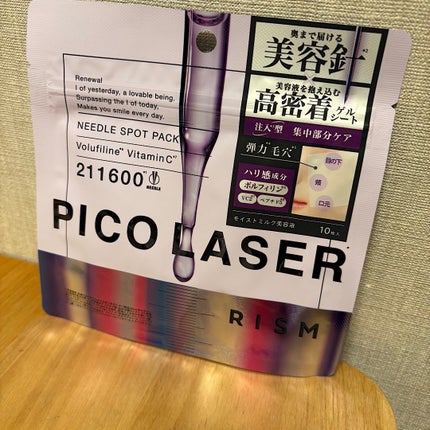 Renewal
I of yesterday, a lovable being.
Surpassing the I of today.
Makes you smile every day.
NEEDLE SPOT PACK
Volufiline VitaminC
211600
NEEDLE
PICO LASER
RISM
奥まで届ける
美容針
美容液を抱え込む
高密着ゲルシート
注入型 集中部分ケア
弾力 毛穴
ハリ感成分
ボルフィリン
VC
ペプチド
目の下
頬
口元
モイストミルク美容液
10枚入